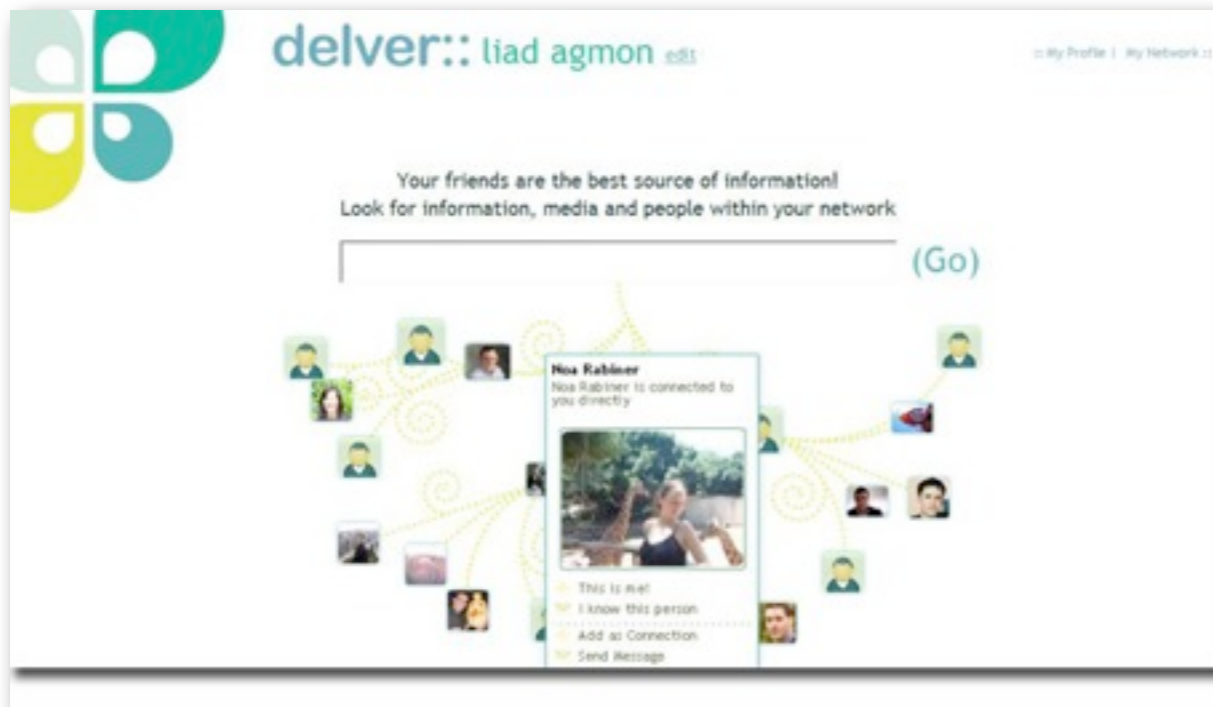 delver:: liad agmon edit
:: My Profile | My Network ::
Your friends are the best source of information!
Look for information, media and people within your network
(Go)
Noa Rabiner
Noa Rabiner is connected to
you directly
This is me!
I know this person
Add as Connection
Send Message